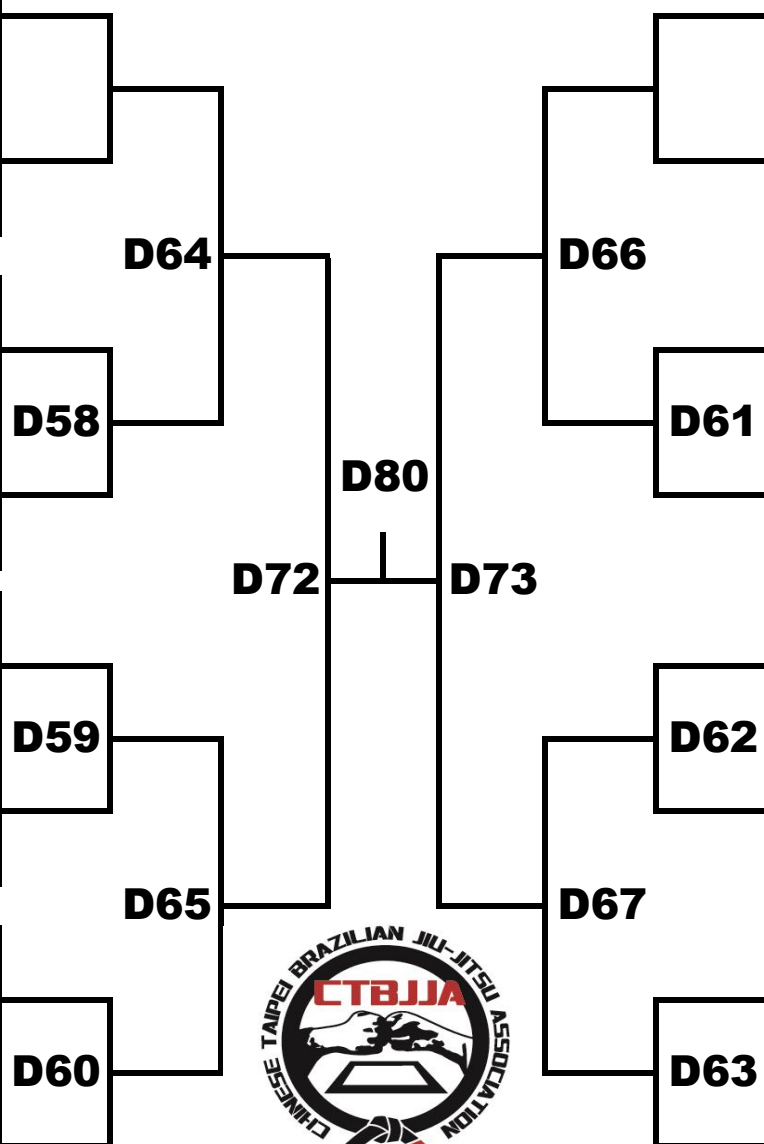 D64
D66
D58
D61
D80
D72
D73
D59
D62
D65
D67
CHINESE TAIPEI BRAZILIAN JIU-JITSU ASSOCIATION
CTBJJA
D60
D63